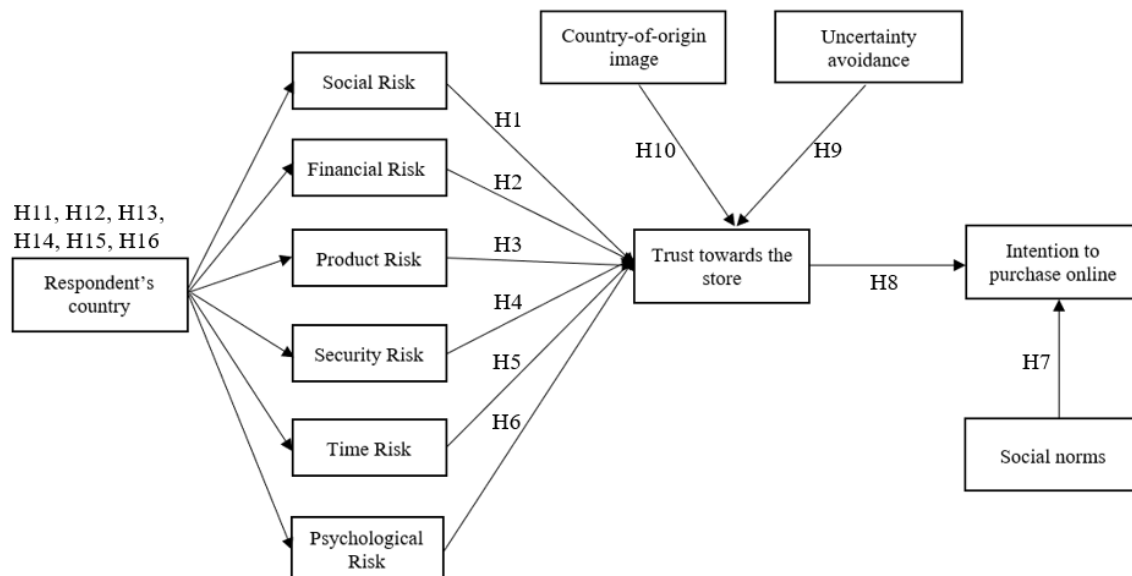 Country-of-origin
image
Uncertainty
avoidance
Social Risk
H1
H10
H9
Financial Risk
H2
H11, H12, H13,
H14, H15, H16
Respondent’s
country
Product Risk
H3
Trust towards the
store
H8
Intention to
purchase online
Security Risk
H4
H5
H7
Time Risk
H6
Social norms
Psychological
Risk